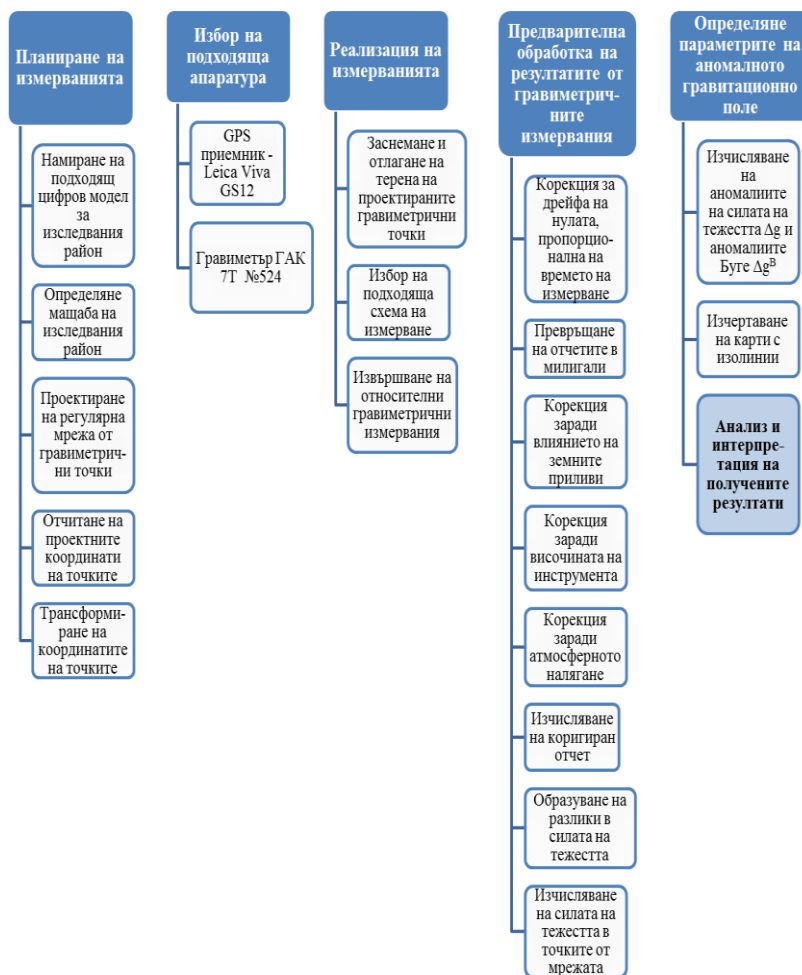 Планиране на
измерванията
Намиране на
подходящ
цифров модел
за
изследвания
район
Определяне
мащаба на
изследвания
район
Проектиране
на регулярна
мрежа от
гравиметрич-
ни точки
Отчитане на
проектните
координати
на точките
Трансформи-
ране на
координатите
на точките
Избор на
подходяща
апаратура
GPS
приемник -
Leica Viva
GS12
Гравиметър ГАК
7Т №524
Реализация на
измерванията
Заснемане и
отлагане на
терена на
проектираните
гравиметрични
точки
Избор на
подходяща
схема на
измерване
Извършване на
относителни
гравиметрични
измервания
Предварителна
обработка на
резултатите от
гравиметрич-
ните
измервания
Корекция за
дрейфа на
нулата,
пропорцио-
нална на
времето на
измерване
Превръщане
на отчетите в
милигали
Корекция
заради
влиянието на
земните
приливи
Корекция
заради
височината на
инструмента
Корекция
заради
атмосферното
налягане
Изчисляване
на коригиран
отчет
Образуване на
разлики в
силата на
тежестта
Изчисляване
на силата на
тежестта в
точките от
мрежата
Определяне
параметрите на
аномалното
гравитационно
поле
Изчисляване
на
аномалиите
на силата на
тежестта Δg и
аномалиите
Буге Δgᴮ
Изчертаване
на карти с
изолинии
Анализ и
интерпре-
тация на
получените
резултати